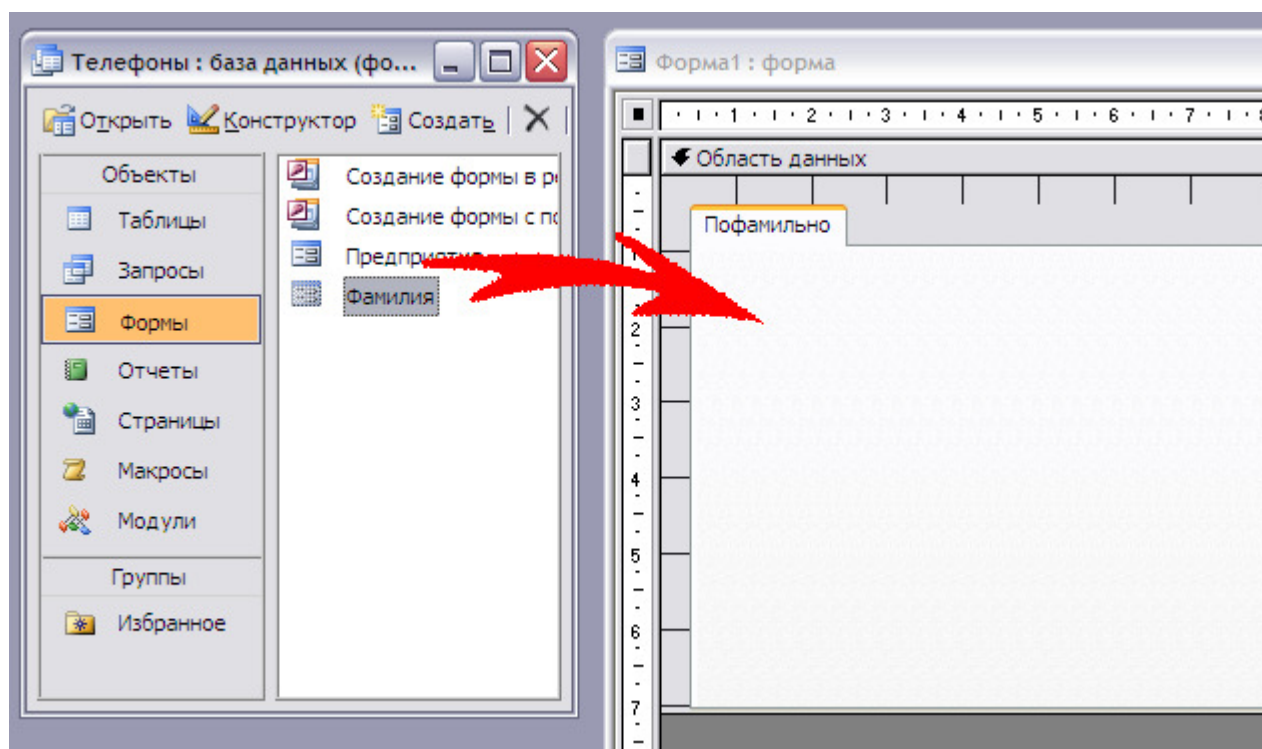 Телефоны : база данных (фо...
Открыть Конструктор Создать
Объекты
Таблицы
Запросы
Формы
Отчеты
Страницы
Макросы
Модули
Группы
Избранное
Создание формы в р
Создание формы с по
Предприятие
Фамилия
Форма1 : форма
1 2 3 4 5 6 7 8
Область данных
Пофамильно
1
2
3
4
5
6
7